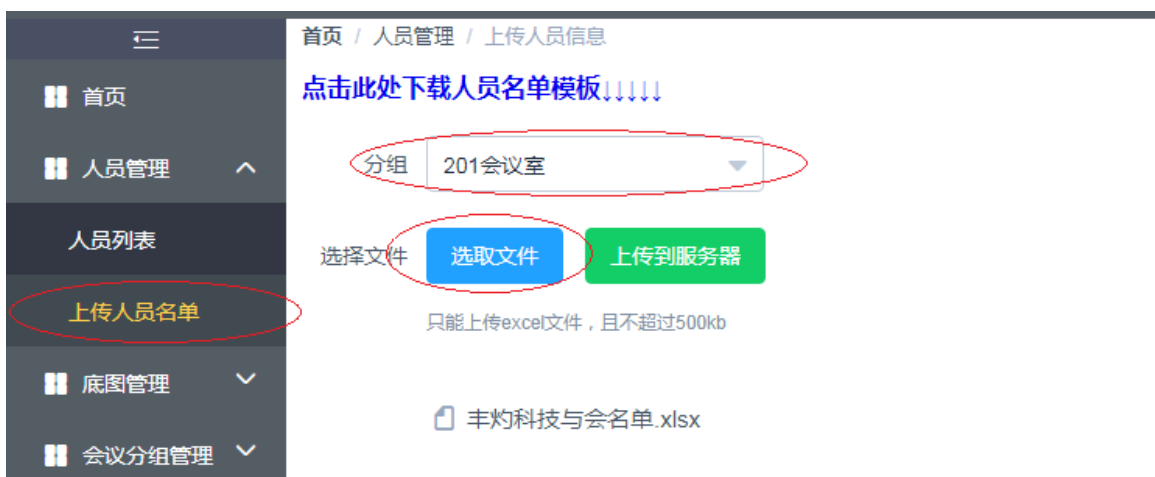 首页 / 人员管理 / 上传人员信息
点击此处下载人员名单模板↓↓↓↓↓
首页
人员管理
人员列表
上传人员名单
底图管理
会议分组管理
分组 201会议室
选择文件 选取文件 上传到服务器
只能上传excel文件，且不超过500kb
丰灼科技与会名单.xlsx